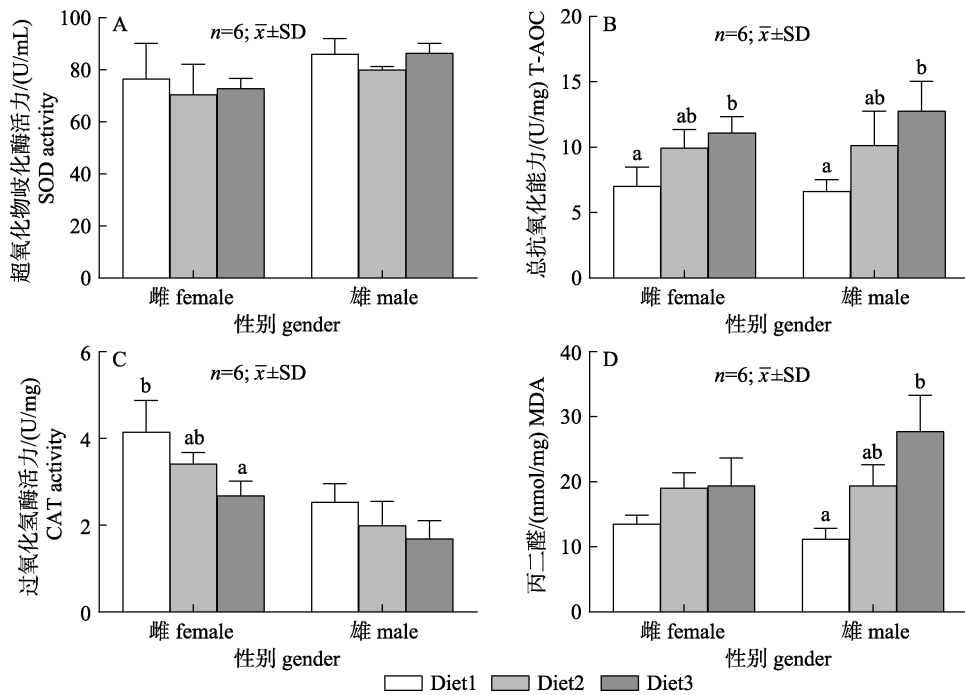 A
n=6; x̄±SD
超氧化物歧化酶活力/(U/mL)
SOD activity
100
80
60
40
20
0
雌 female
雄 male
性别 gender
B
n=6; x̄±SD
总抗氧化能力/(U/mg) T-AOC
20
15
10
5
0
a
ab
b
a
ab
b
雌 female
雄 male
性别 gender
C
n=6; x̄±SD
过氧化氢酶活力/(U/mg)
CAT activity
6
4
2
0
b
ab
a
雌 female
雄 male
性别 gender
D
n=6; x̄±SD
丙二醛/(nmol/mg) MDA
40
30
20
10
0
a
ab
b
雌 female
雄 male
性别 gender
Diet1 Diet2 Diet3